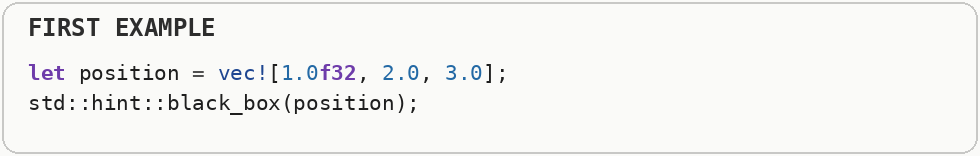 FIRST EXAMPLE
let position = vec![1.0f32, 2.0, 3.0];
std::hint::black_box(position);